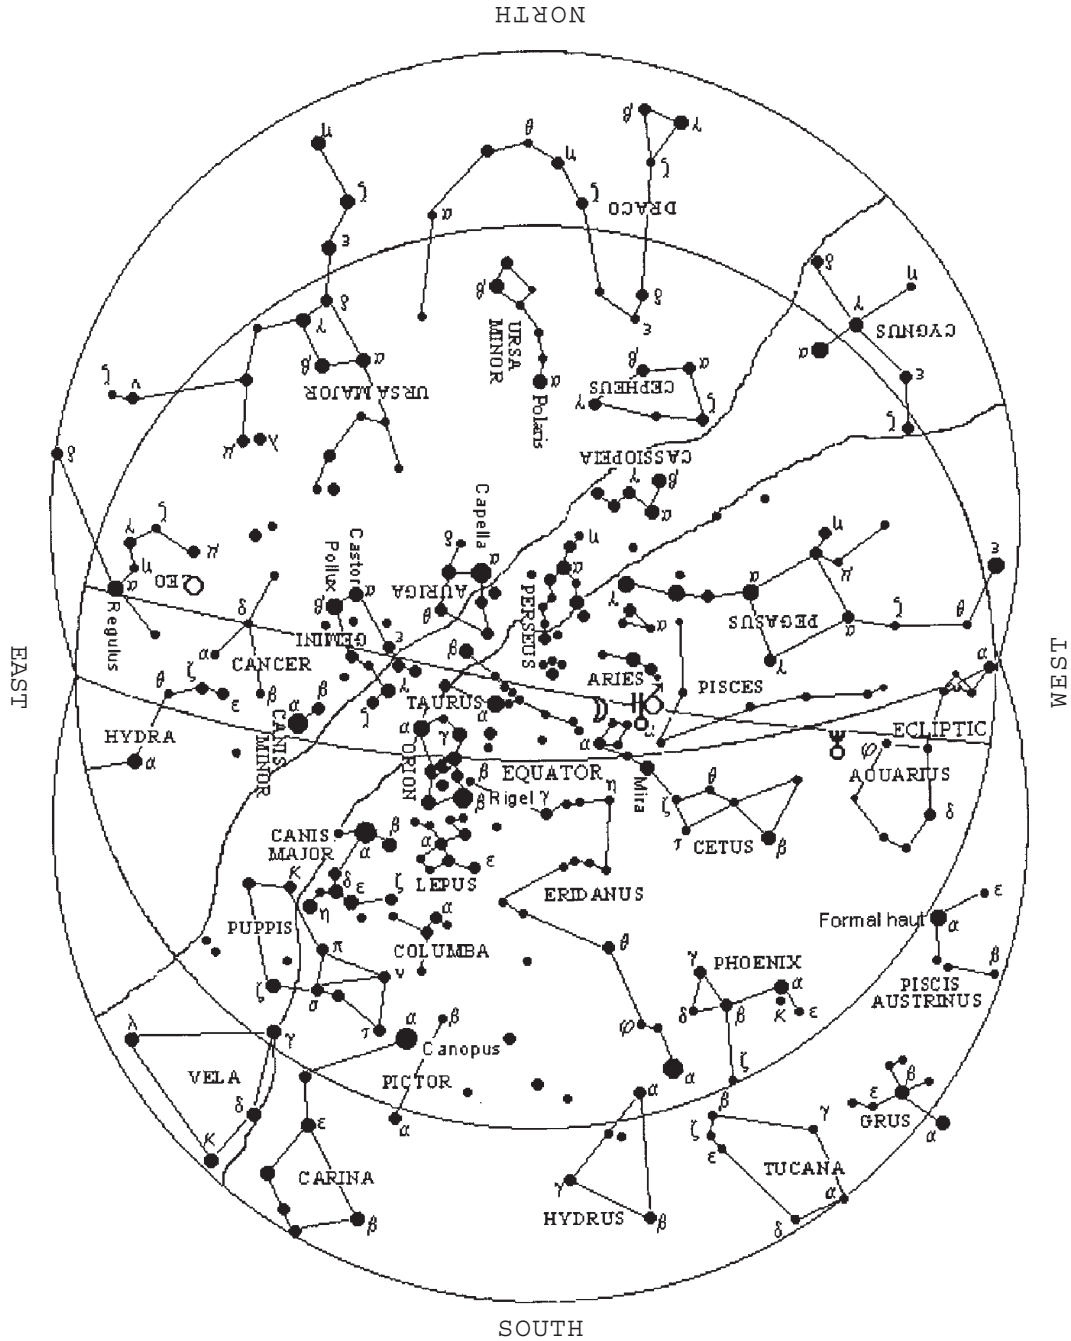 NORTH
η
θ
β
γ
η
ζ
ζ
ζ
α
DRACO
ε
δ
η
β
δ
δ
γ
γ
ε
CYGNUS
URSA
MINOR
α
β
α
β
α
ε
ζ
ν
URSA MAJOR
α
CEPHEUS
γ
ζ
ζ
Polaris
μ
λ
δ
CASSIOPEIA
γ
β
α
Capella
γ
ζ
μ
δ
η
η
Castor
Pollux
α
α
ε
η
α
LEO
β
α
AURIGA
PERSEUS
γ
α
μ
Regulus
δ
θ
α
PEGASUS
α
ζ
θ
GEMINI
ε
β
γ
α
CANCER
α
EAST
WEST
θ
ζ
ε
β
β
γ
ζ
TAURUS
α
ARIES
PISCES
α
CANIS
MINOR
α
α
ECLIPTIC
HYDRA
α
ORION
γ
φ
AQUARIUS
EQUATOR
β
Rigel
γ
β
η
Mira
ζ
θ
δ
CANIS
MAJOR
α
β
α
τ
CETUS
β
κ
δ
ε
ζ
LEPUS
ε
ERIDANUS
η
α
ε
PUPPIS
Formal haut
α
π
COLUMBA
θ
γ
PHOENIX
α
β
ζ
σ
ν
PISCIS
AUSTRINUS
δ
β
κ
ε
λ
γ
τ
α
β
φ
Canopus
ζ
VELA
PICTOR
α
α
β
ε
β
δ
ε
α
ζ
γ
GRUS
α
κ
ε
CARINA
TUCANA
γ
α
β
HYDRUS
β
δ
SOUTH